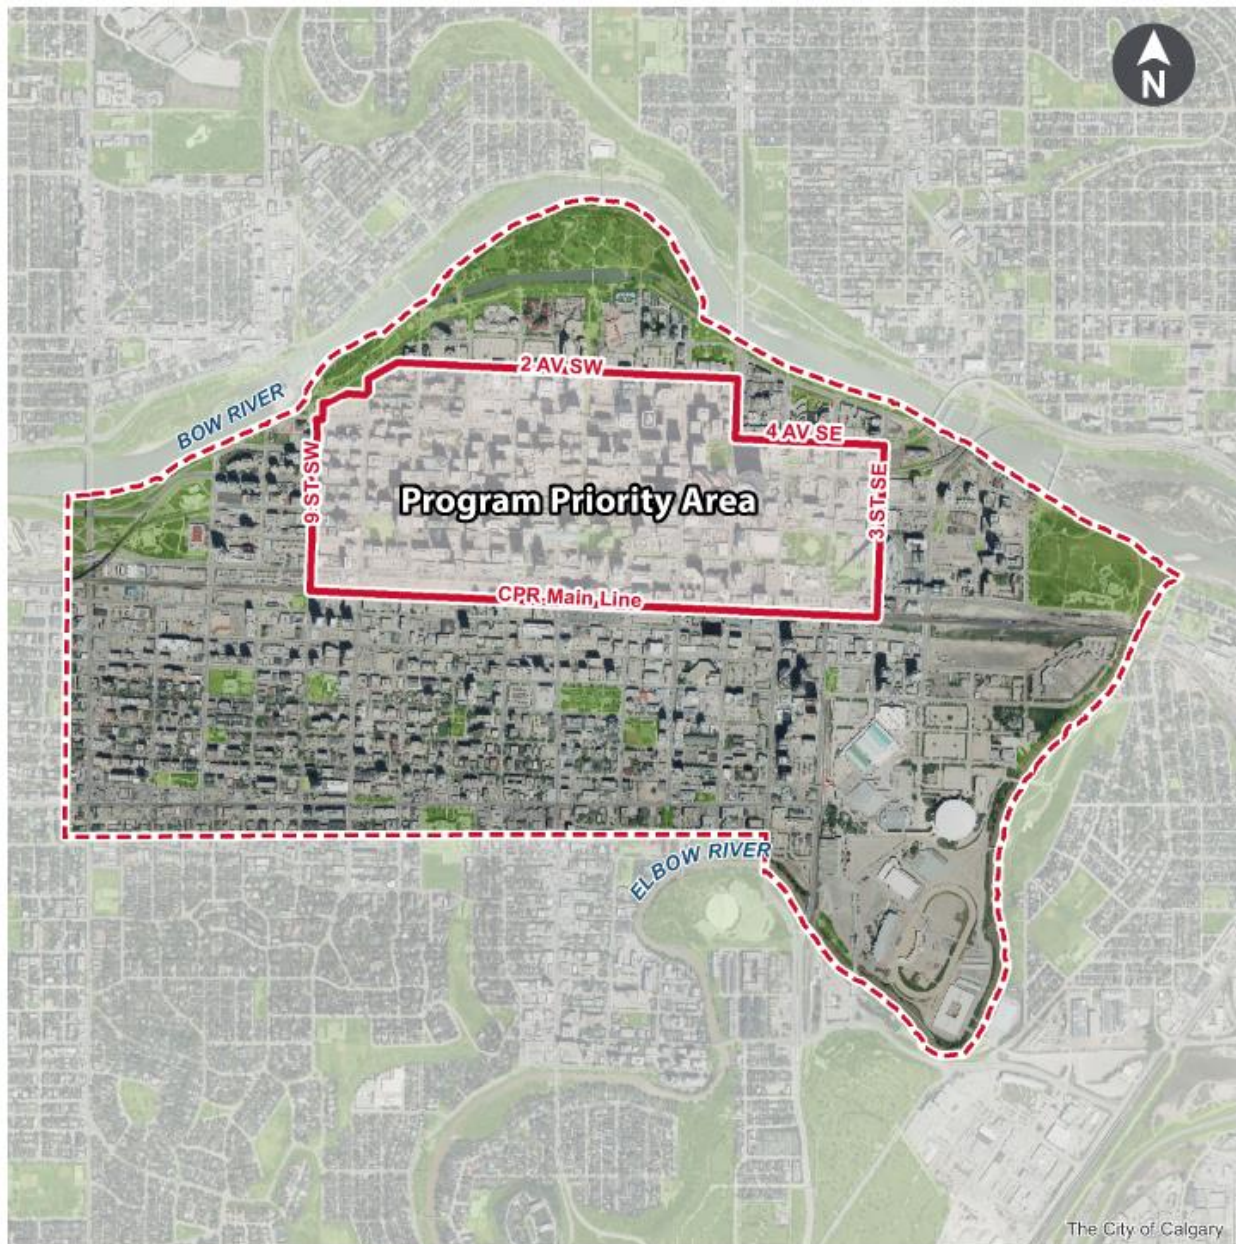 N
2 AV SW
BOW RIVER
4 AV SE
9 ST SW
Program Priority Area
3 ST SE
CPR Main Line
ELBOW RIVER
The City of Calgary